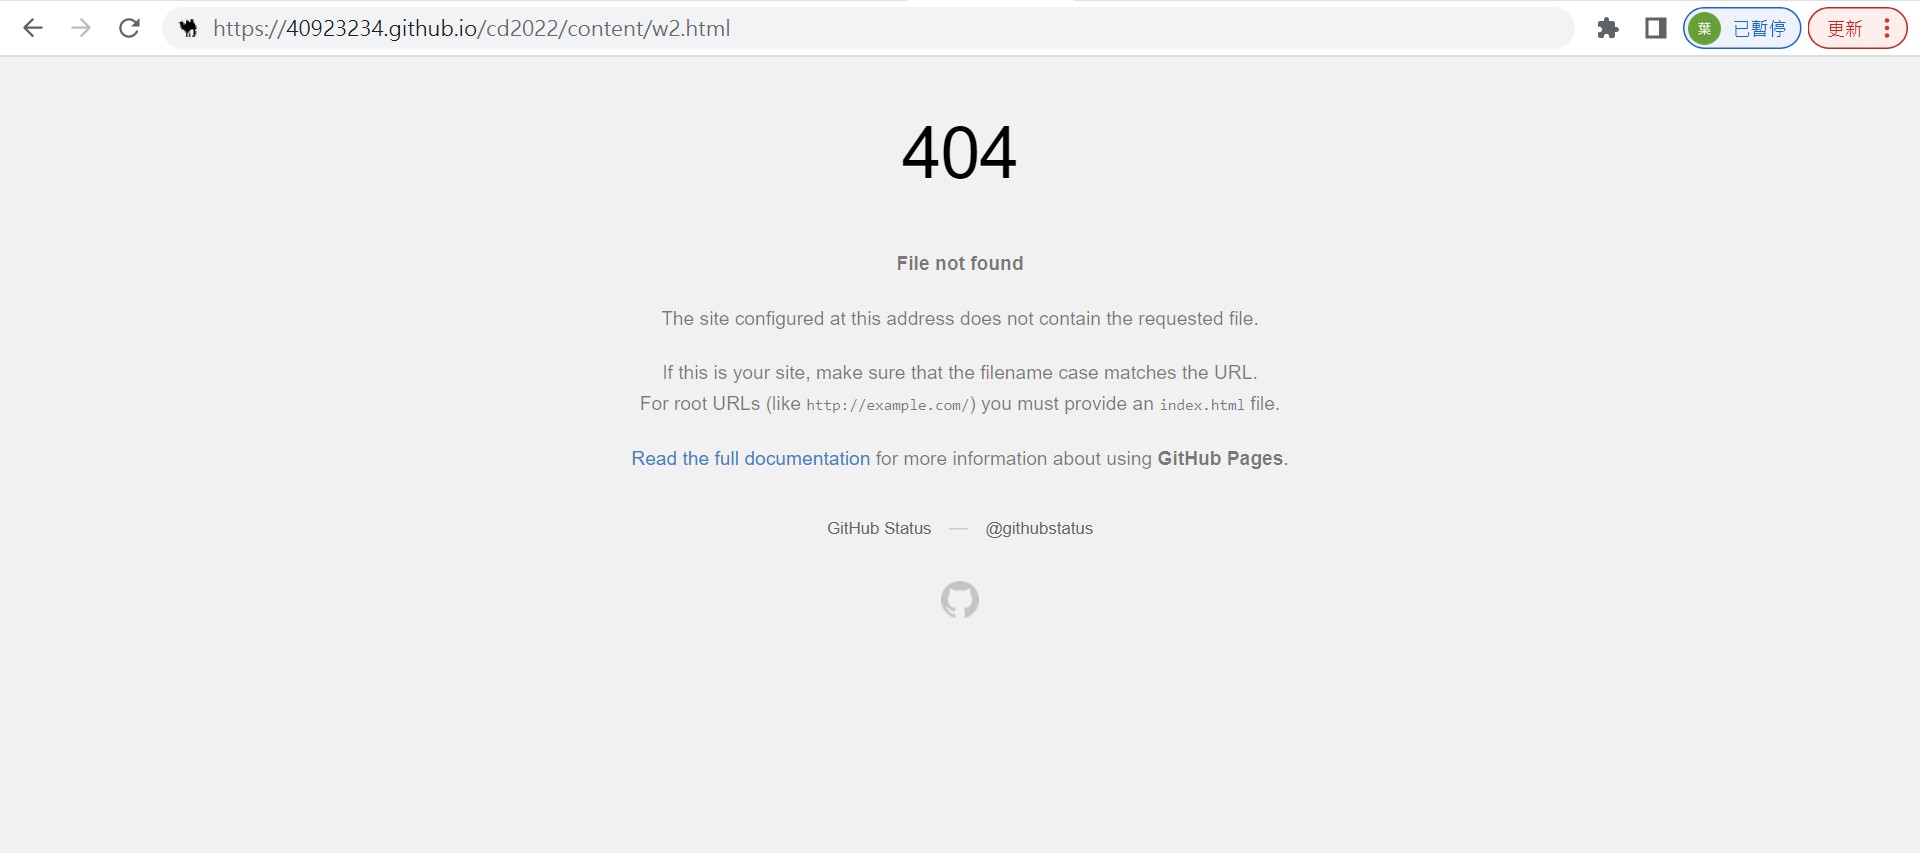 https://40923234.github.io/cd2022/content/w2.html
葉 已暫停 更新
404
File not found
The site configured at this address does not contain the requested file.
If this is your site, make sure that the filename case matches the URL.
For root URLs (like http://example.com/) you must provide an index.html file.
Read the full documentation for more information about using GitHub Pages.
GitHub Status — @githubstatus